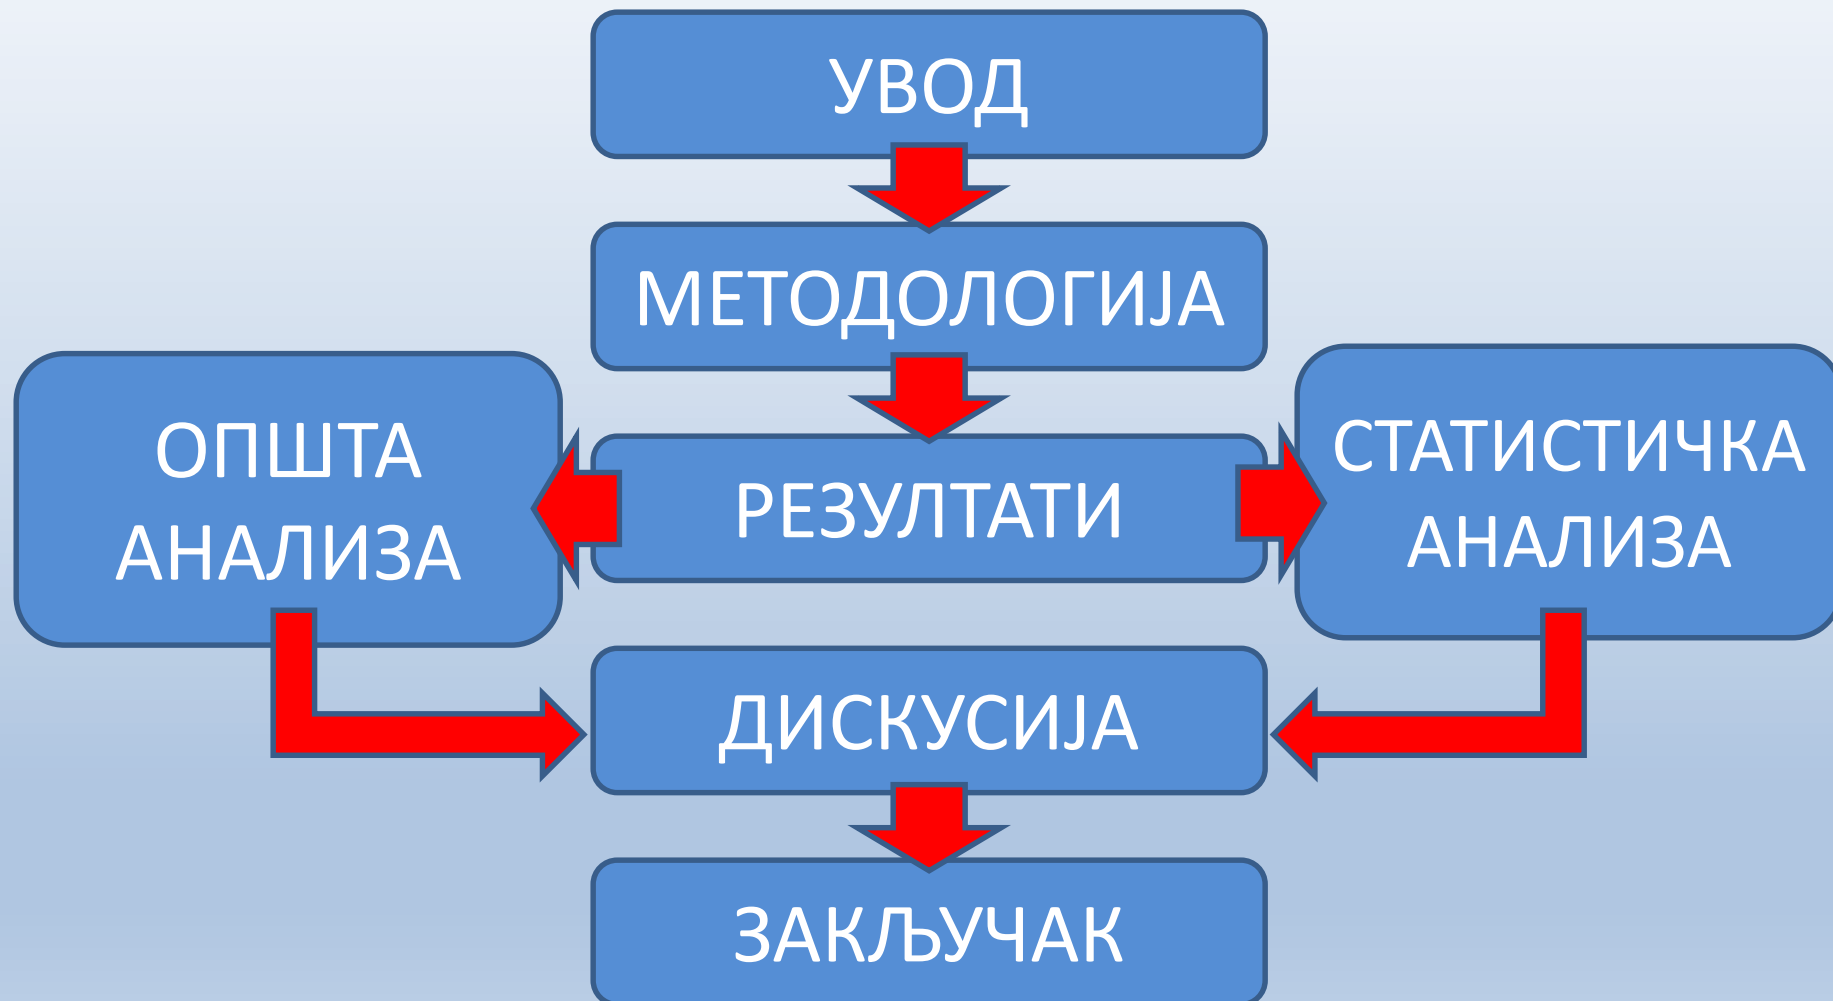 УВОД
МЕТОДОЛОГИЈА
ОПШТА
АНАЛИЗА
РЕЗУЛТАТИ
СТАТИСТИЧКА
АНАЛИЗА
ДИСКУСИЈА
ЗАКЉУЧАК